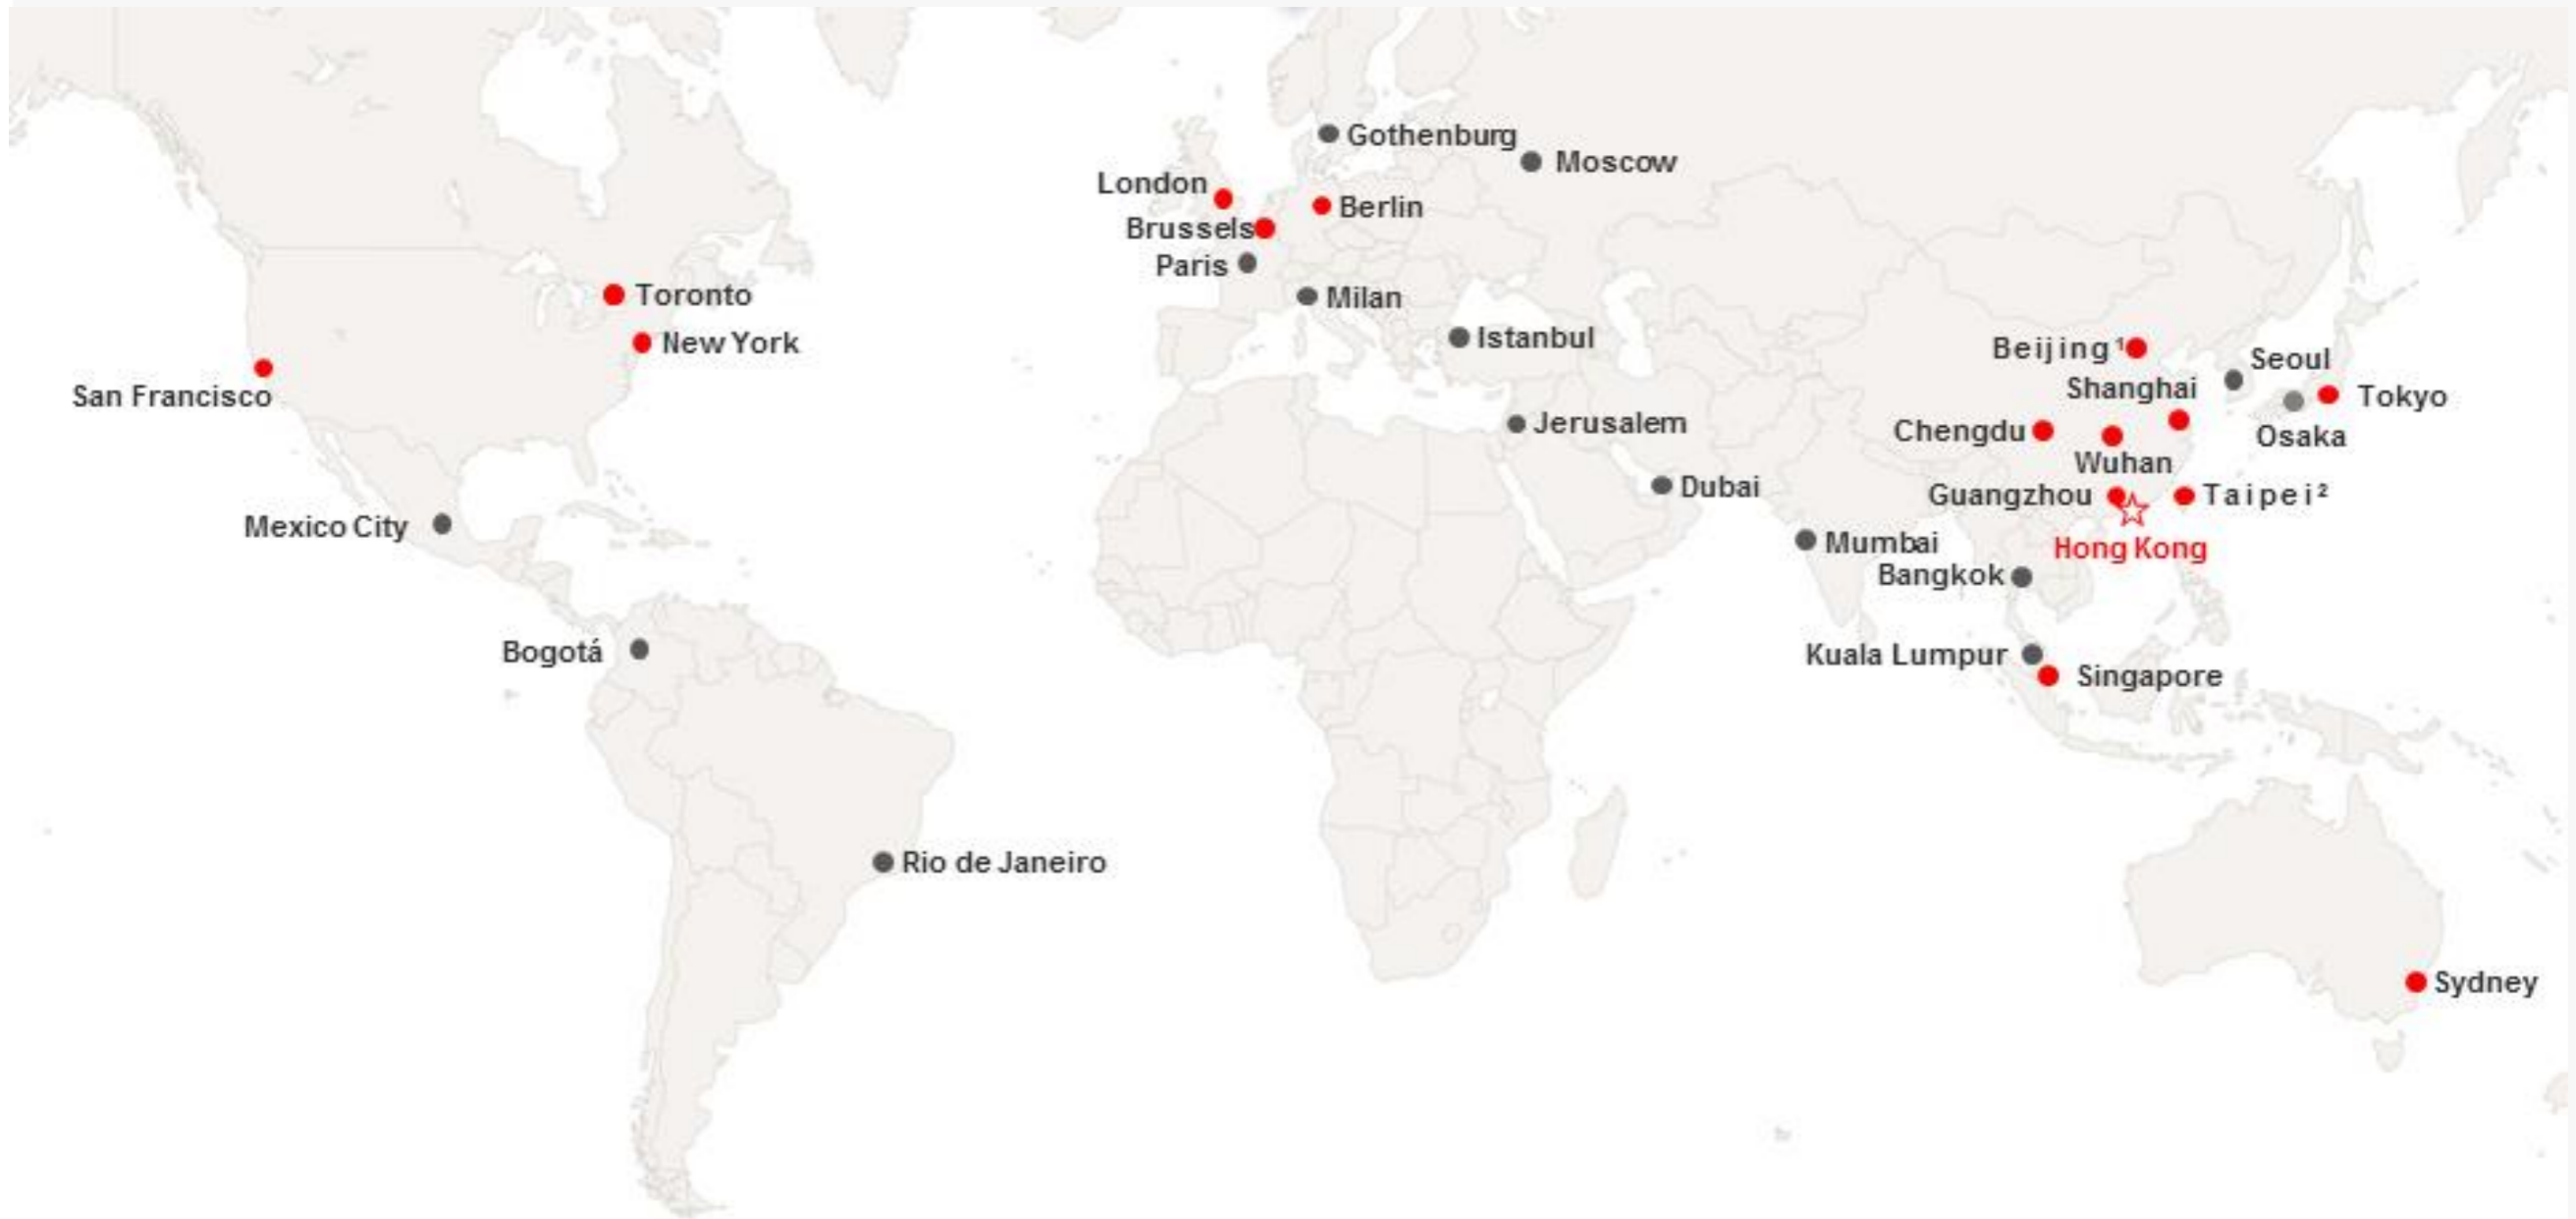 Gothenburg
Moscow
London
Berlin
Brussels
Paris
Toronto
Milan
Istanbul
New York
Beijing¹
Seoul
San Francisco
Shanghai
Tokyo
Jerusalem
Chengdu
Osaka
Wuhan
Dubai
Guangzhou
Taipei²
Mexico City
Mumbai
Hong Kong
Bangkok
Bogotá
Kuala Lumpur
Singapore
Rio de Janeiro
Sydney